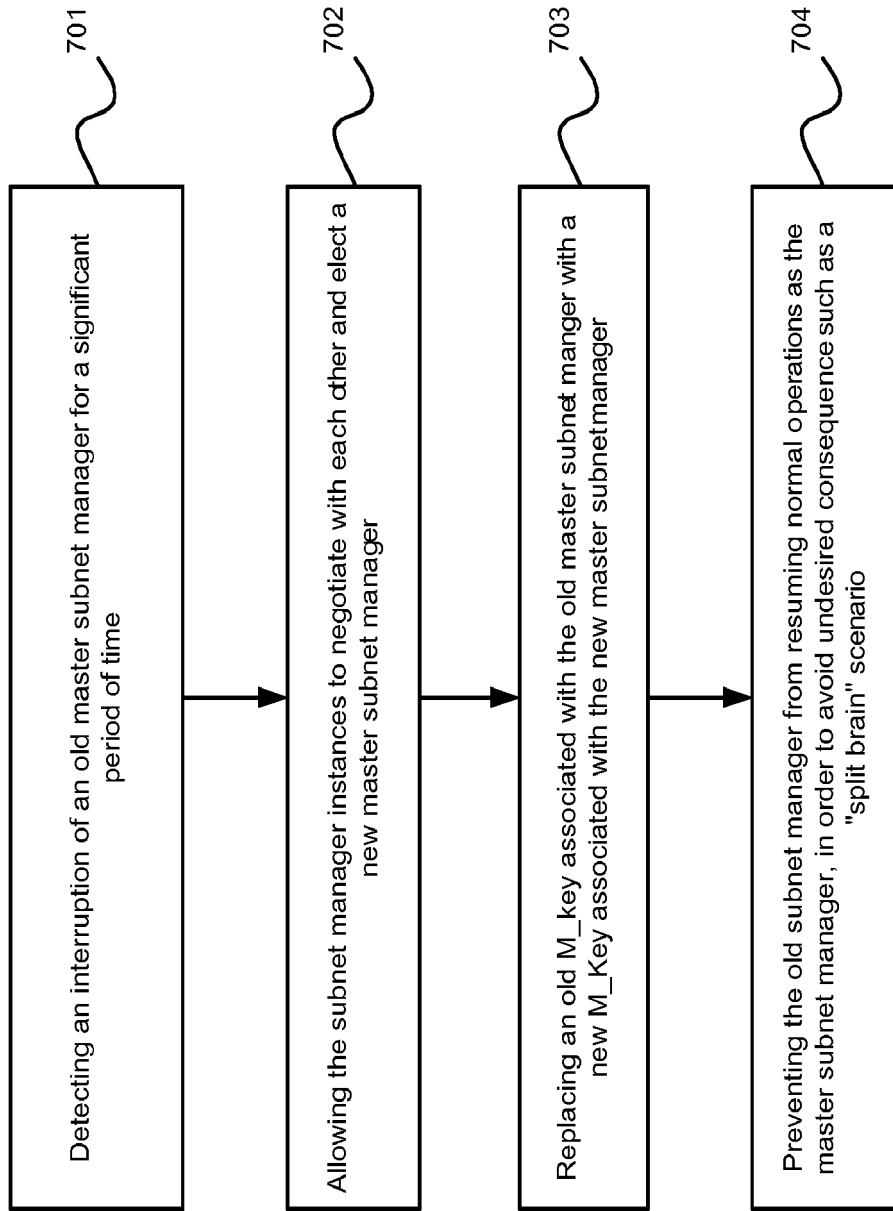 Detecting an interruption of an old master subnet manager for a significant
period of time
701
Allowing the subnet manager instances to negotiate with each other and elect a
new master subnet manager
702
Replacing an old M_key associated with the old master subnet manger with a
new M_Key associated with the new master subnetmanager
703
Preventing the old subnet manager from resuming normal operations as the
master subnet manager, in order to avoid undesired consequence such as a
"split brain" scenario
704